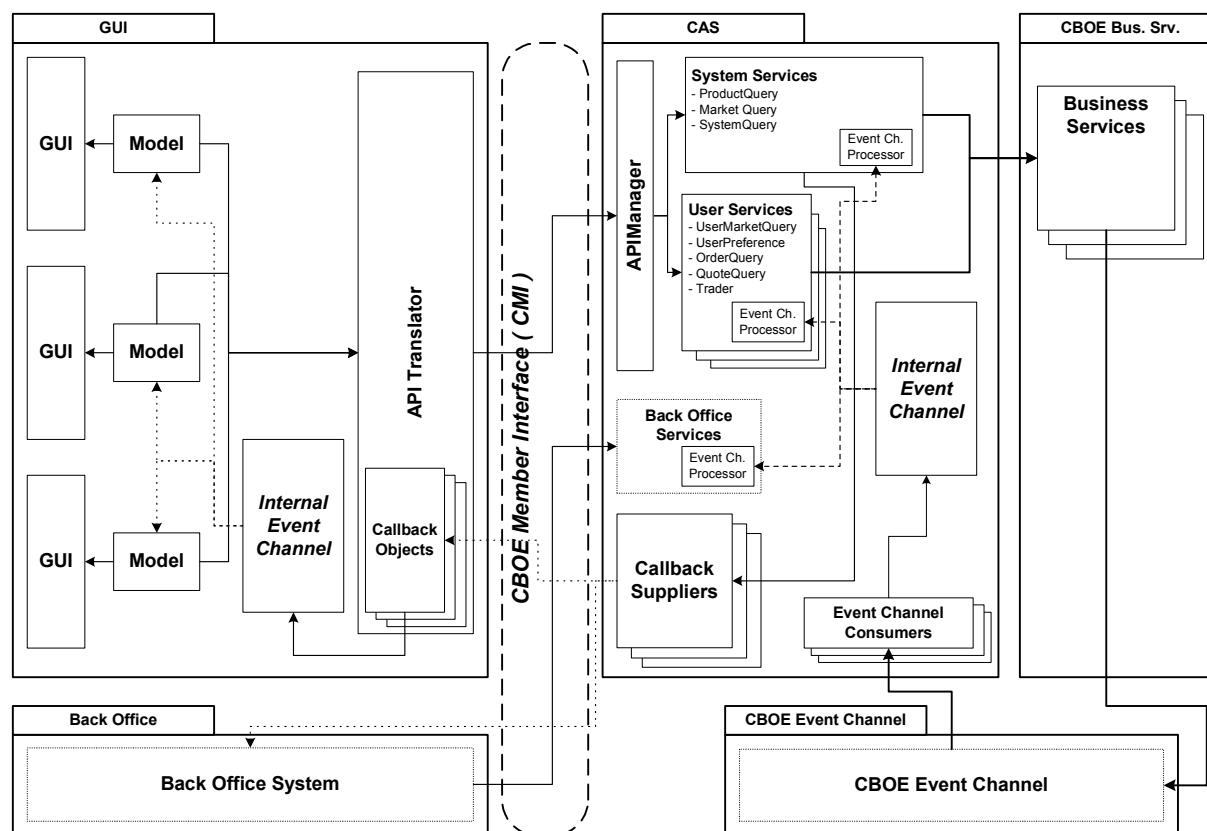 GUI
GUI
Model
GUI
Model
GUI
Model
Internal
Event
Channel
API Translator
Callback
Objects
CBOE Member Interface ( CMI )
CAS
APIManager
System Services
- ProductQuery
- Market Query
- SystemQuery
Event Ch.
Processor
User Services
- UserMarketQuery
- UserPreference
- OrderQuery
- QuoteQuery
- Trader
Event Ch.
Processor
Internal
Event
Channel
Back Office
Services
Event Ch.
Processor
Callback
Suppliers
Event Channel
Consumers
CBOE Bus. Srv.
Business
Services
Back Office
Back Office System
CBOE Event Channel
CBOE Event Channel